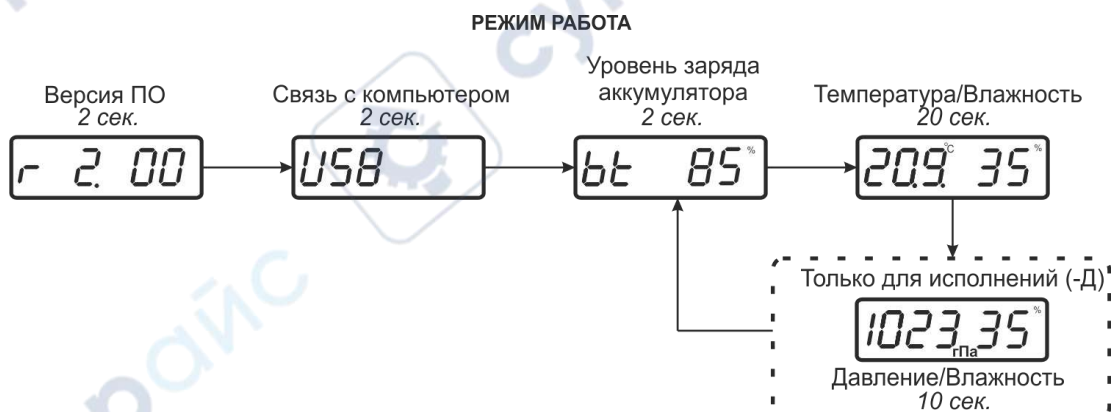 РЕЖИМ РАБОТА
Версия ПО
2 сек.
r 2. 00
Связь с компьютером
2 сек.
USB
Уровень заряда
аккумулятора
2 сек.
bt 85 %
Температура/Влажность
20 сек.
20.9. °C 35 %
Только для исполнений (-Д)
1023 гПа 35 %
Давление/Влажность
10 сек.